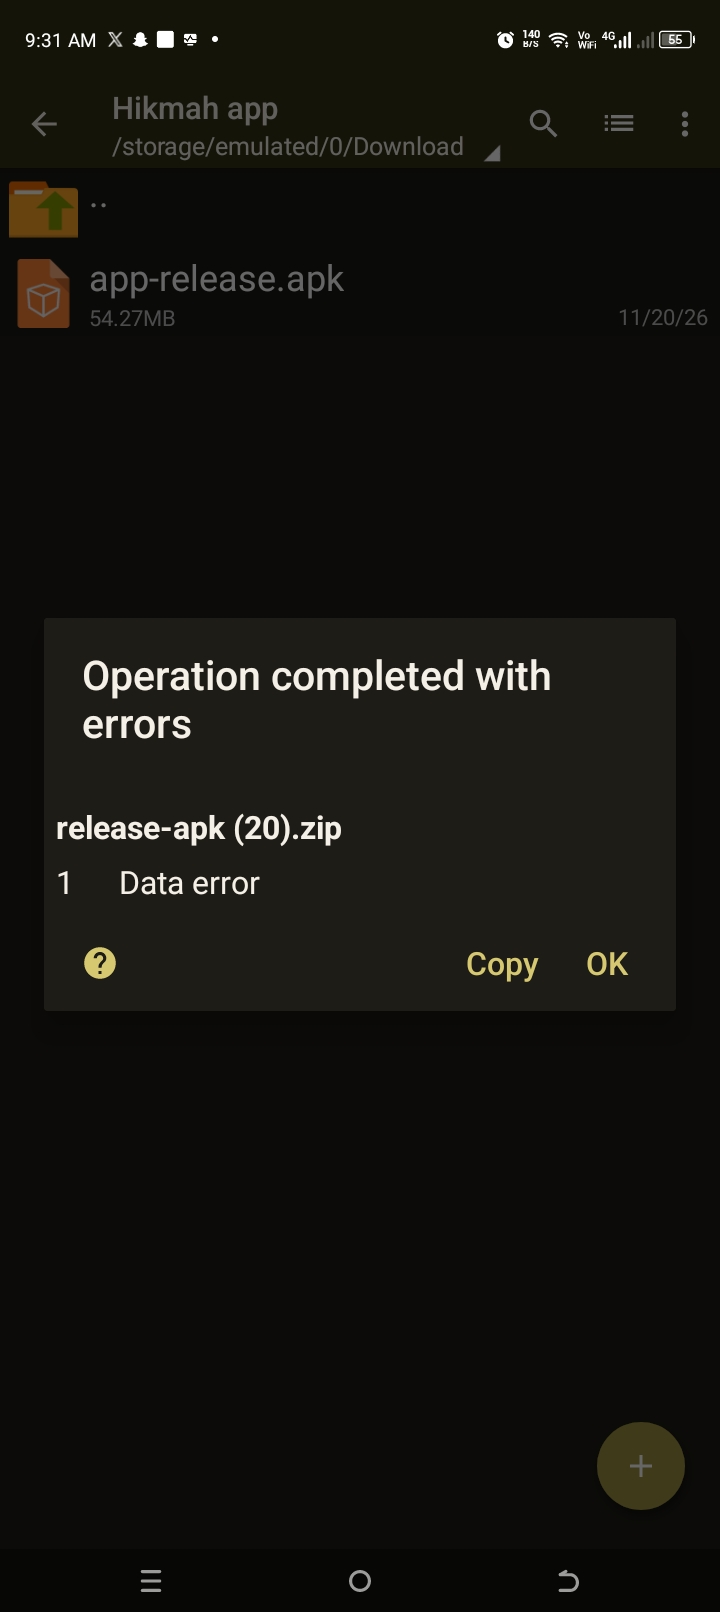 9:31 AM
140
B/S
Vo
WiFi
4G
55
Hikmah app
/storage/emulated/0/Download
..
app-release.apk
54.27MB
11/20/26
Operation completed with
errors
release-apk (20).zip
1 Data error
?
Copy
OK
+